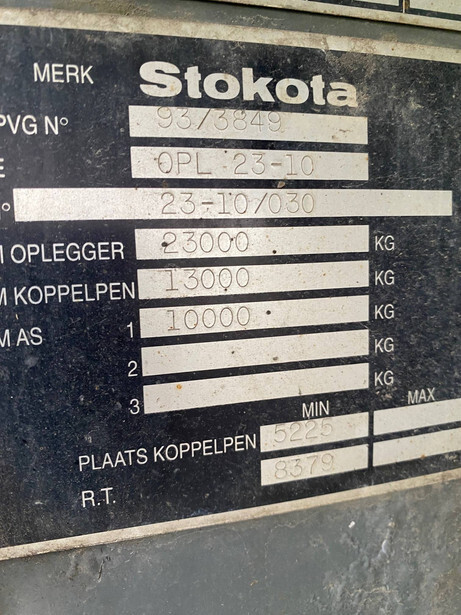 MERK Stokota
PVG N° 93/3849
E OPL 23-10
° 23-10/030
M OPLEGGER 23000 KG
M KOPPELPEN 13000 KG
M AS 1 10000 KG
2 KG
3 KG
MIN MAX
PLAATS KOPPELPEN 5225
R.T. 8379